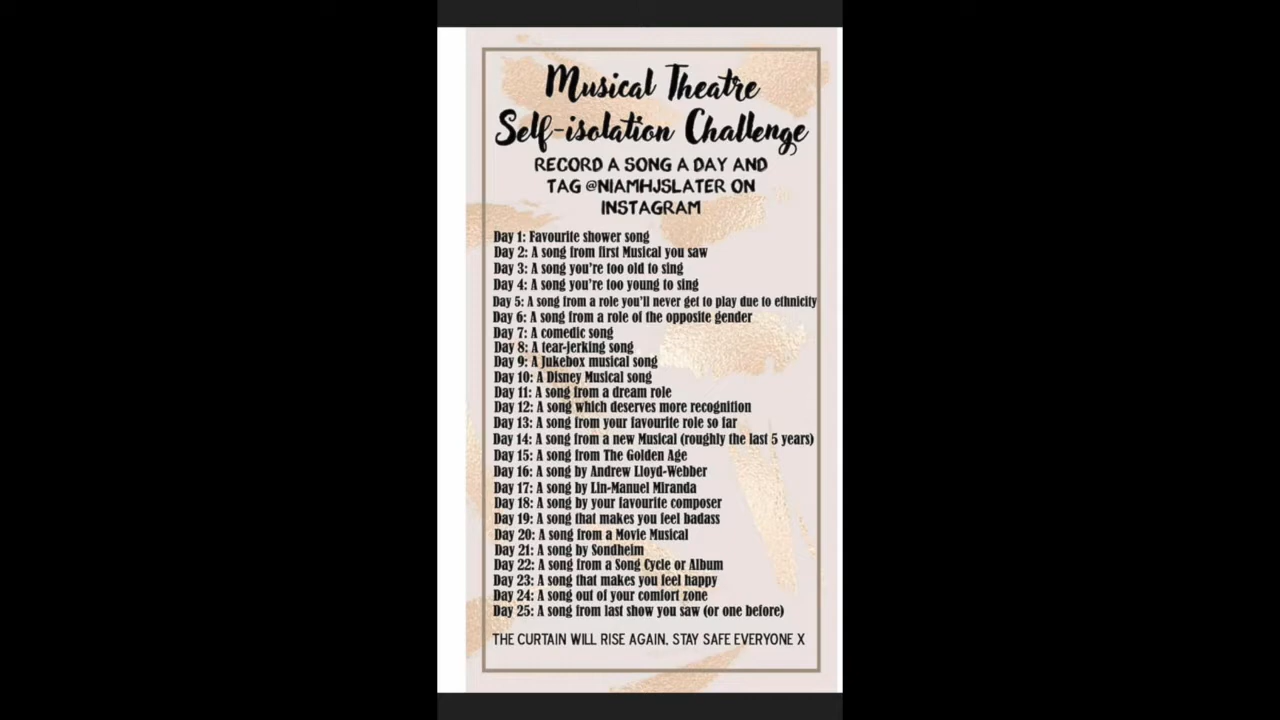 Musical Theatre
Self-isolation Challenge
RECORD A SONG A DAY AND
TAG @NIAMHJSLATER ON
INSTAGRAM
Day 1: Favourite shower song
Day 2: A song from first Musical you saw
Day 3: A song you're too old to sing
Day 4: A song you're too young to sing
Day 5: A song from a role you'll never get to play due to ethnicity
Day 6: A song from a role of the opposite gender
Day 7: A comedic song
Day 8: A tear-jerking song
Day 9: A Jukebox musical song
Day 10: A Disney Musical song
Day 11: A song from a dream role
Day 12: A song which deserves more recognition
Day 13: A song from your favourite role so far
Day 14: A song from a new Musical (roughly the last 5 years)
Day 15: A song from The Golden Age
Day 16: A song by Andrew Lloyd-Webber
Day 17: A song by Lin-Manuel Miranda
Day 18: A song by your favourite composer
Day 19: A song that makes you feel badass
Day 20: A song from a Movie Musical
Day 21: A song by Sondheim
Day 22: A song from a Song Cycle or Album
Day 23: A song that makes you feel happy
Day 24: A song out of your comfort zone
Day 25: A song from last show you saw (or one before)
THE CURTAIN WILL RISE AGAIN. STAY SAFE EVERYONE X